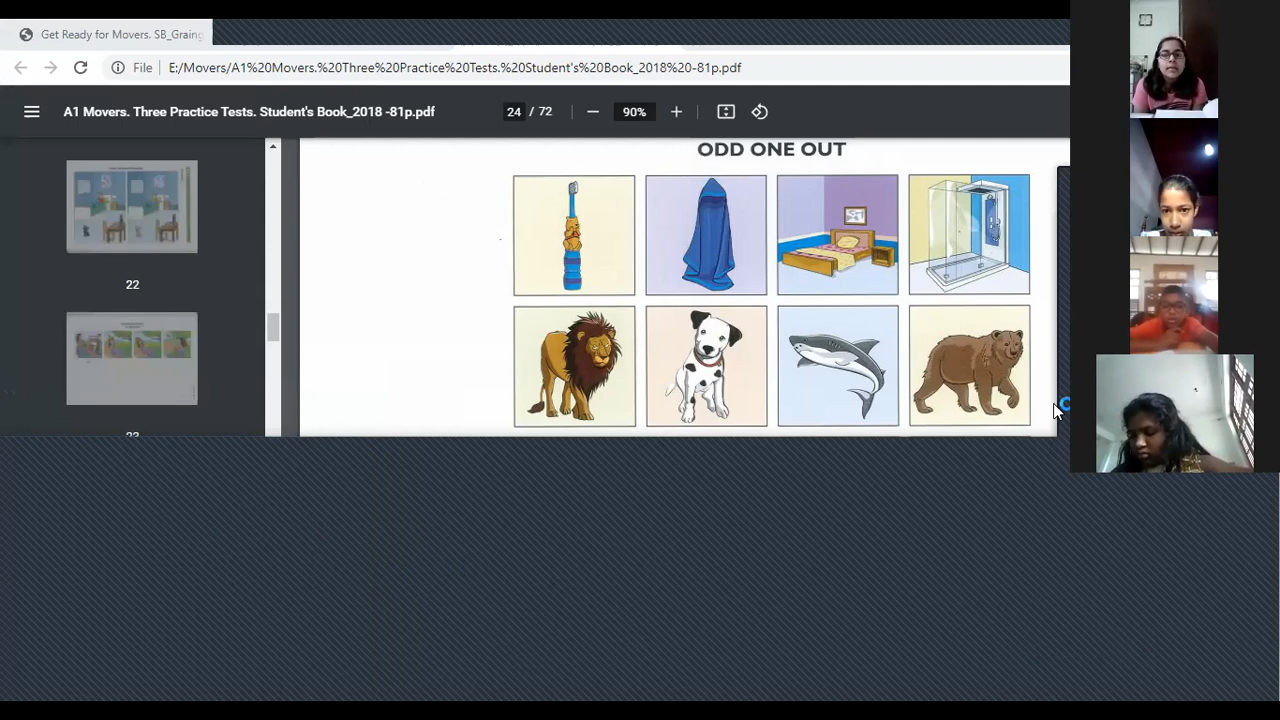 Get Ready for Movers. SB_Graing
File | E:/Movers/A1%20Movers.%20Three%20Practice%20Tests.%20Student's%20Book_2018%20-81p.pdf
A1 Movers. Three Practice Tests. Student's Book_2018 -81p.pdf 24 / 72 90%
ODD ONE OUT
22